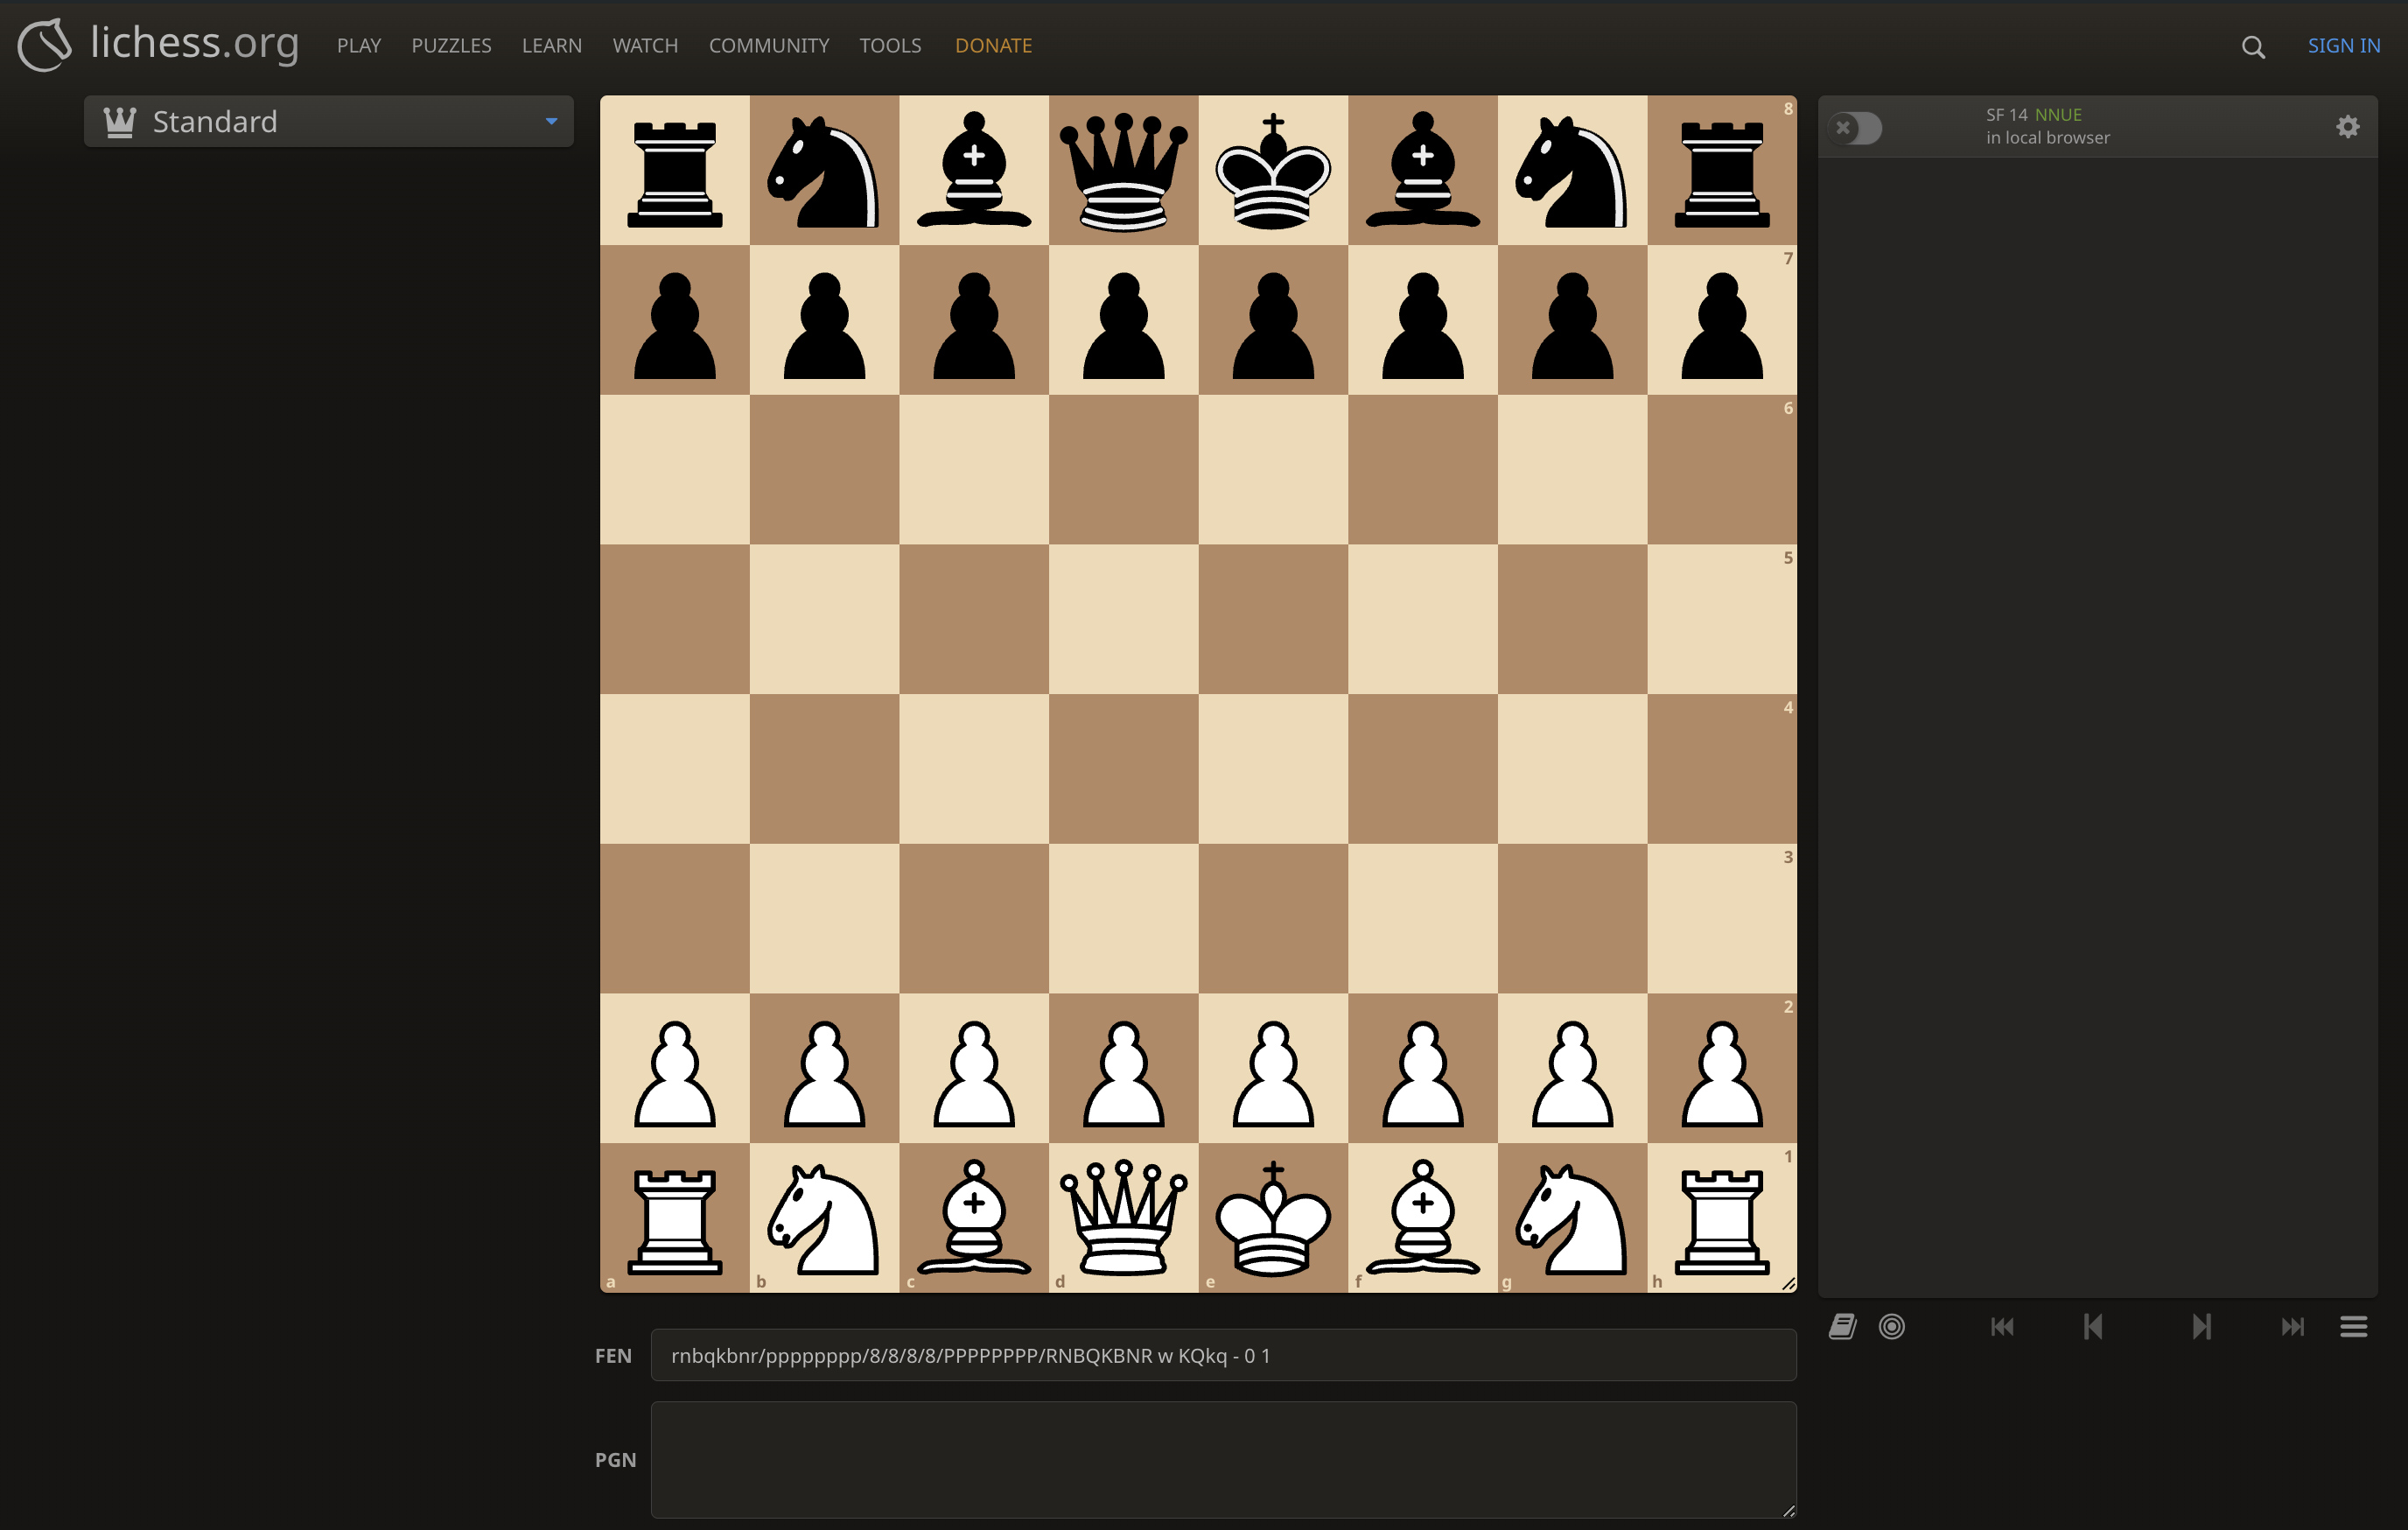 lichess.org PLAY PUZZLES LEARN WATCH COMMUNITY TOOLS DONATE SIGN IN
Standard
SF 14 NNUE
in local browser
8
7
6
5
4
3
2
1
a b c d e f g h
FEN rnbqkbnr/pppppppp/8/8/8/8/PPPPPPPP/RNBQKBNR w KQkq - 0 1
PGN